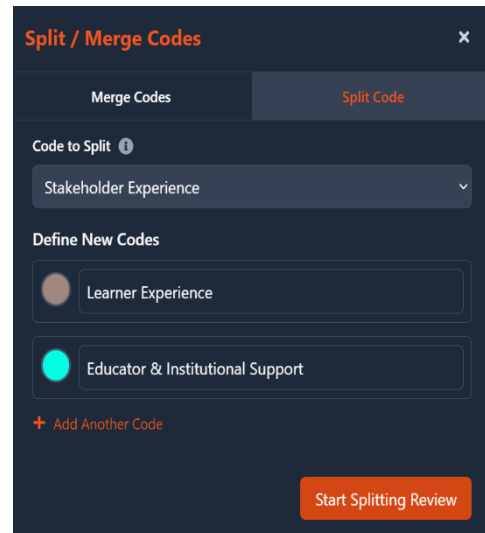 Split / Merge Codes
Merge Codes
Split Code
Code to Split
Stakeholder Experience
Define New Codes
Learner Experience
Educator & Institutional Support
+ Add Another Code
Start Splitting Review